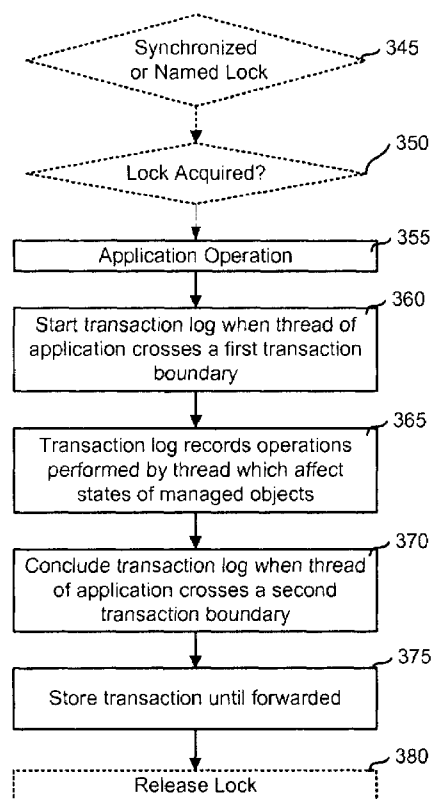 Synchronized
or Named Lock
345
350
Lock Acquired?
355
Application Operation
360
Start transaction log when thread of
application crosses a first transaction
boundary
365
Transaction log records operations
performed by thread which affect
states of managed objects
370
Conclude transaction log when thread
of application crosses a second
transaction boundary
375
Store transaction until forwarded
380
Release Lock